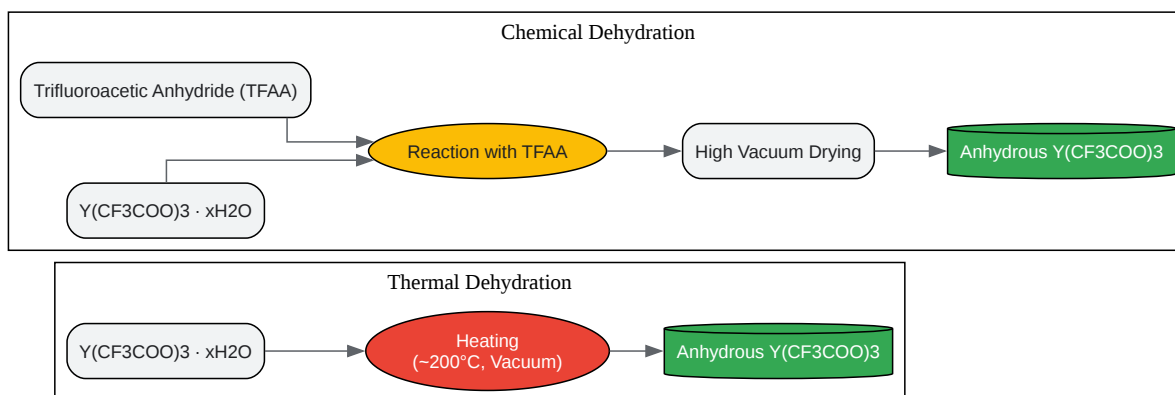 Chemical Dehydration
Trifluoroacetic Anhydride (TFAA)
Reaction with TFAA
High Vacuum Drying
Anhydrous Y(CF3COO)3
Y(CF3COO)3 · xH2O
Thermal Dehydration
Y(CF3COO)3 · xH2O
Heating
(~200°C, Vacuum)
Anhydrous Y(CF3COO)3